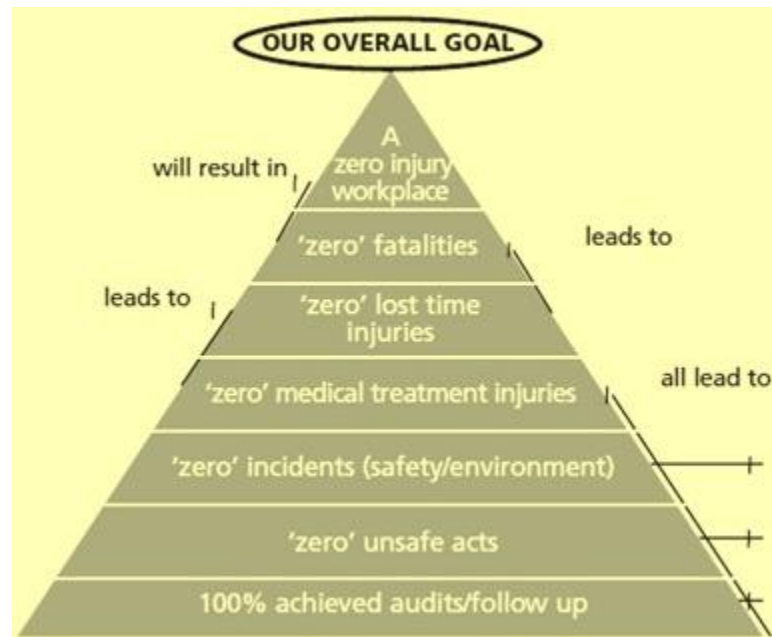 OUR OVERALL GOAL
A
zero injury
workplace
will result in
'zero' fatalities
leads to
leads to
'zero' lost time
injuries
'zero' medical treatment injuries
all lead to
'zero' incidents (safety/environment)
'zero' unsafe acts
100% achieved audits/follow up